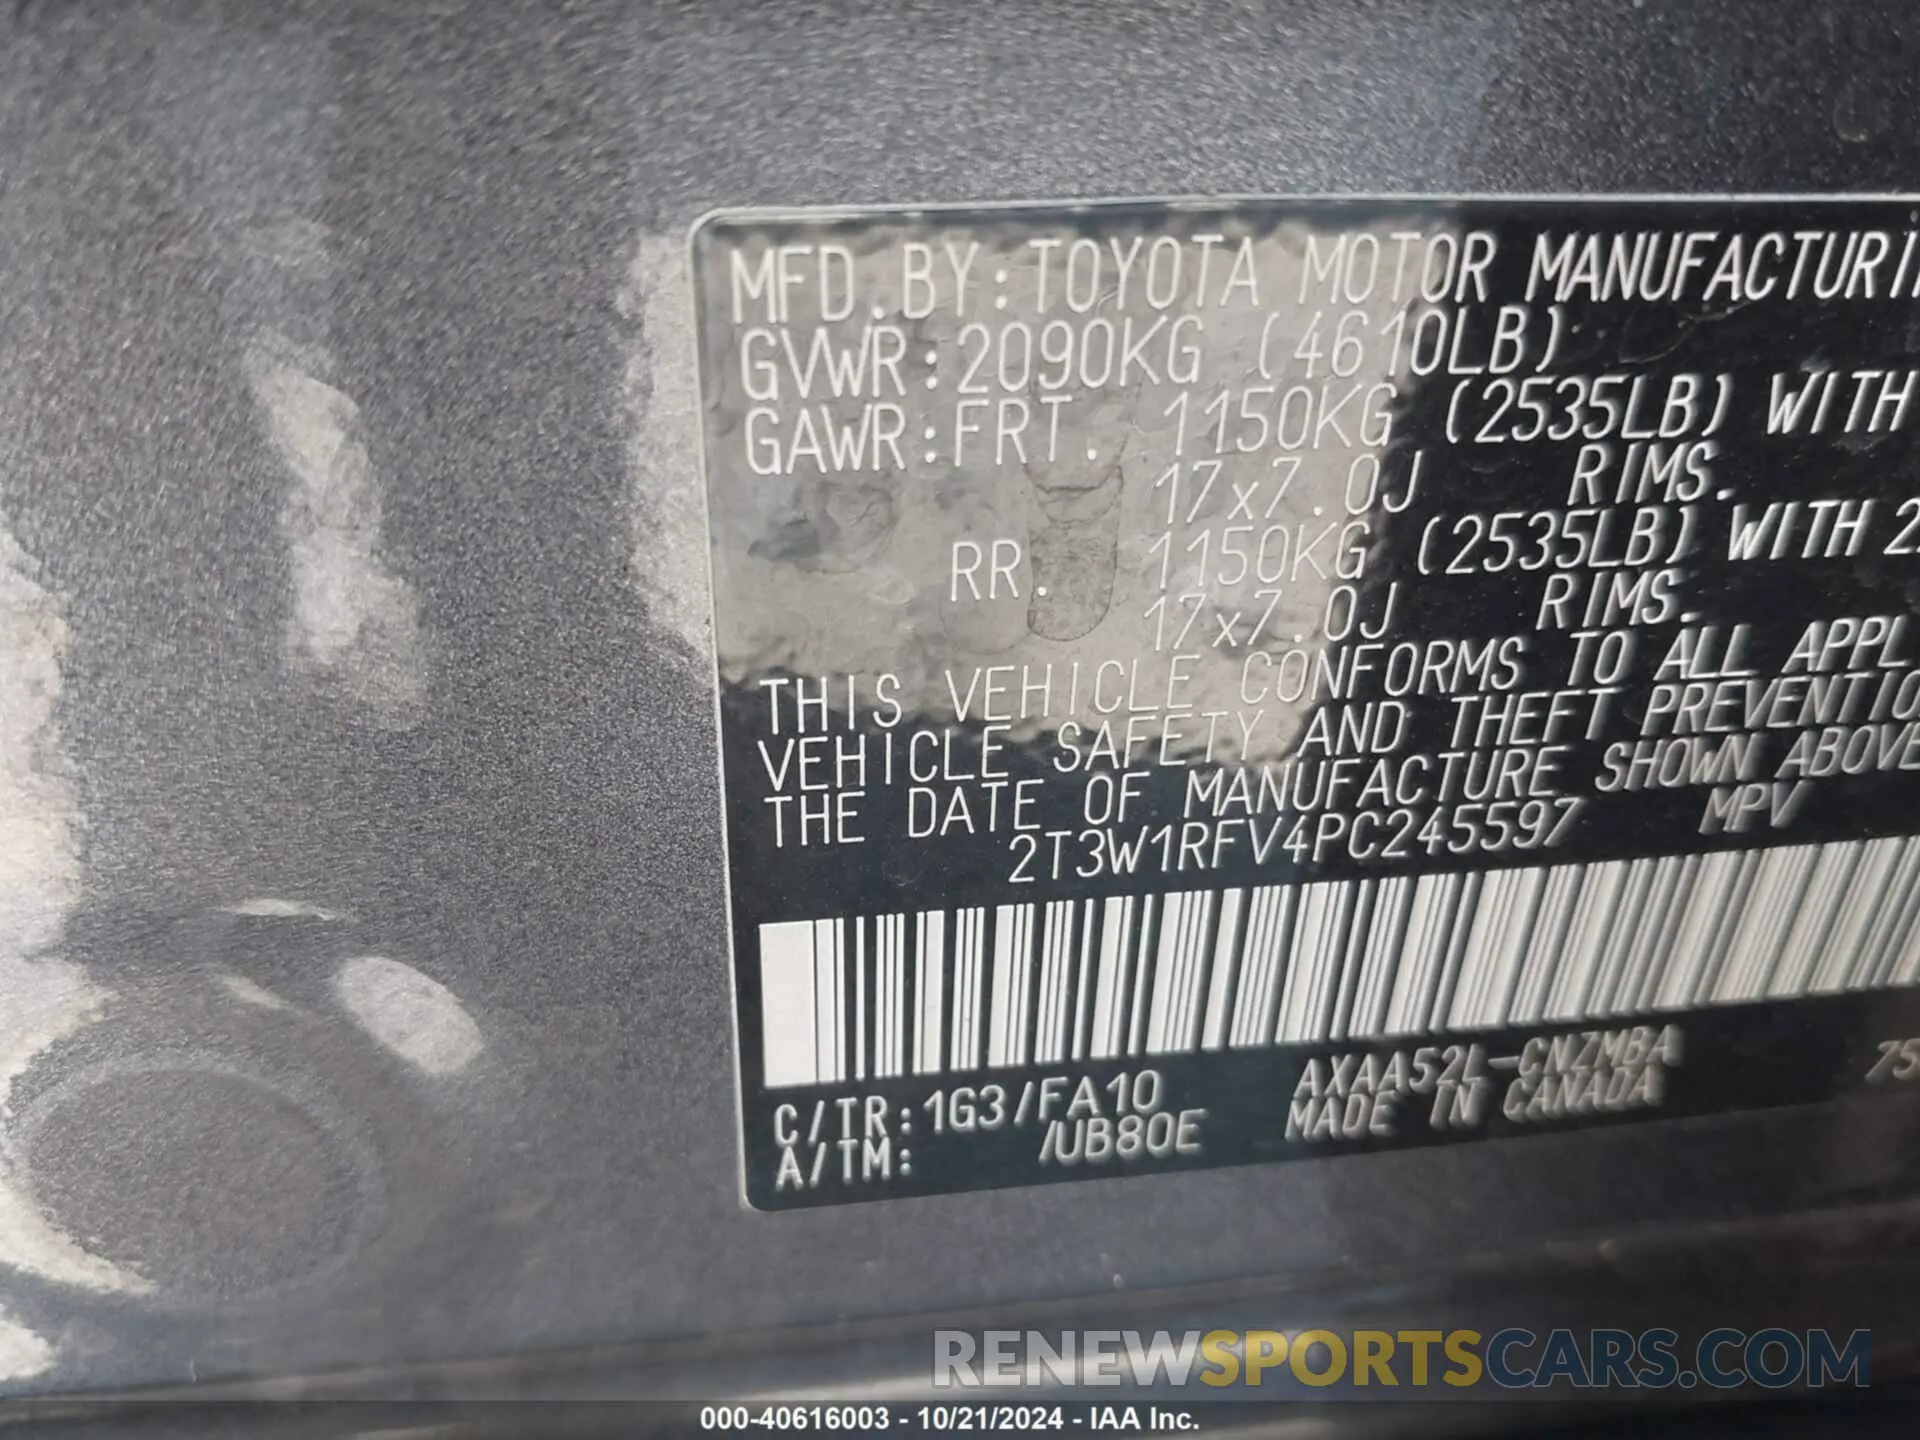 MFD.BY:TOYOTA MOTOR MANUFACTURI
GVWR:2090KG (4610LB)
GAWR:FRT. 1150KG (2535LB) WITH
17x7.0J RIMS.
RR. 1150KG (2535LB) WITH 2
17x7.0J RIMS.
THIS VEHICLE CONFORMS TO ALL APPL
VEHICLE SAFETY AND THEFT PREVENTIO
THE DATE OF MANUFACTURE SHOWN ABOVE
2T3W1RFV4PC245597 MPV
C/TR:1G3/FA10 AXAA52L-CNZMBA 75
A/TM: /UB80E MADE IN CANADA
RENEWSPORTSCARS.COM
000-40616003 - 10/21/2024 - IAA Inc.